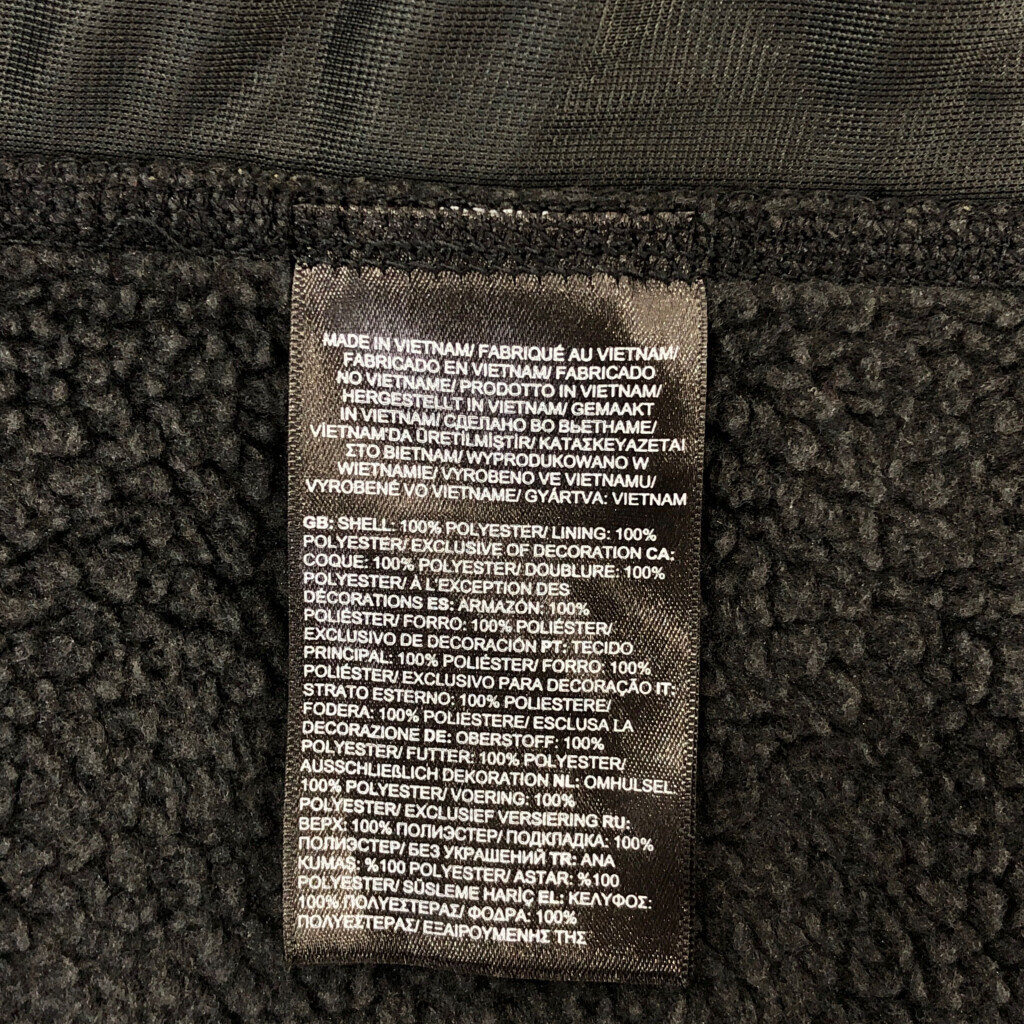 MADE IN VIETNAM/ FABRIQUÉ AU VIETNAM/
FABRICADO EN VIETNAM/ FABRICADO
NO VIETNAME/ PRODOTTO IN VIETNAM/
HERGESTELLT IN VIETNAM/ GEMAAKT
IN VIETNAM/ СДЕЛАНО ВО ВЬЕТНАМЕ/
VİETNAM'DA ÜRETİLMİŞTİR/ ΚΑΤΑΣΚΕΥΑΖΕΤΑΙ
ΣΤΟ ΒΙΕΤΝΑΜ/ WYPRODUKOWANO W
WIETNAMIE/ VYROBENO VE VIETNAMU/
VYROBENÉ VO VIETNAME/ GYÁRTVA: VIETNAM
GB: SHELL: 100% POLYESTER/ LINING: 100%
POLYESTER/ EXCLUSIVE OF DECORATION CA:
COQUE: 100% POLYESTER/ DOUBLURE: 100%
POLYESTER/ À L'EXCEPTION DES
DÉCORATIONS ES: ARMAZÓN: 100%
POLIÉSTER/ FORRO: 100% POLIÉSTER/
EXCLUSIVO DE DECORACIÓN PT: TECIDO
PRINCIPAL: 100% POLIÉSTER/ FORRO: 100%
POLIÉSTER/ EXCLUSIVO PARA DECORAÇÃO IT:
STRATO ESTERNO: 100% POLIESTERE/
FODERA: 100% POLIESTERE/ ESCLUSA LA
DECORAZIONE DE: OBERSTOFF: 100%
POLYESTER/ FUTTER: 100% POLYESTER/
AUSSCHLIEßLICH DEKORATION NL: OMHULSEL:
100% POLYESTER/ VOERING: 100%
POLYESTER/ EXCLUSIEF VERSIERING RU:
ВЕРХ: 100% ПОЛИЭСТЕР/ ПОДКЛАДКА: 100%
ПОЛИЭСТЕР/ БЕЗ УКРАШЕНИЙ TR: ANA
KUMAŞ: %100 POLYESTER/ ASTAR: %100
POLYESTER/ SÜSLEME HARİÇ EL: ΚΕΛΥΦΟΣ:
100% ΠΟΛΥΕΣΤΕΡΑΣ/ ΦΟΔΡΑ: 100%
ΠΟΛΥΕΣΤΕΡΑΣ/ ΕΞΑΙΡΟΥΜΕΝΗΣ ΤΗΣ